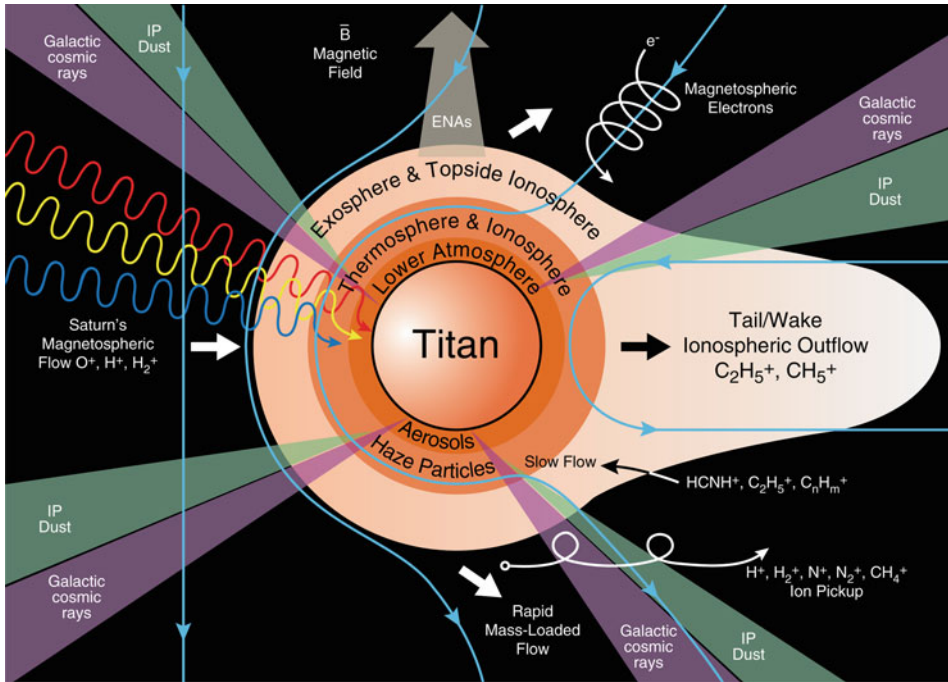 IP
Dust
Galactic
cosmic
rays
B̅
Magnetic
Field
ENAs
e⁻
Magnetospheric
Electrons
Galactic
cosmic
rays
IP
Dust
Exosphere & Topside Ionosphere
Thermosphere & Ionosphere
Lower Atmosphere
Titan
Saturn's
Magnetospheric
Flow O⁺, H⁺, H₂⁺
Tail/Wake
Ionospheric Outflow
C₂H₅⁺, CH₅⁺
Aerosols
Haze Particles
Slow Flow
HCNH⁺, C₂H₅⁺, CₙHₘ⁺
IP
Dust
Galactic
cosmic
rays
Rapid
Mass-Loaded
Flow
H⁺, H₂⁺, N⁺, N₂⁺, CH₄⁺
Ion Pickup
Galactic
cosmic
rays
IP
Dust